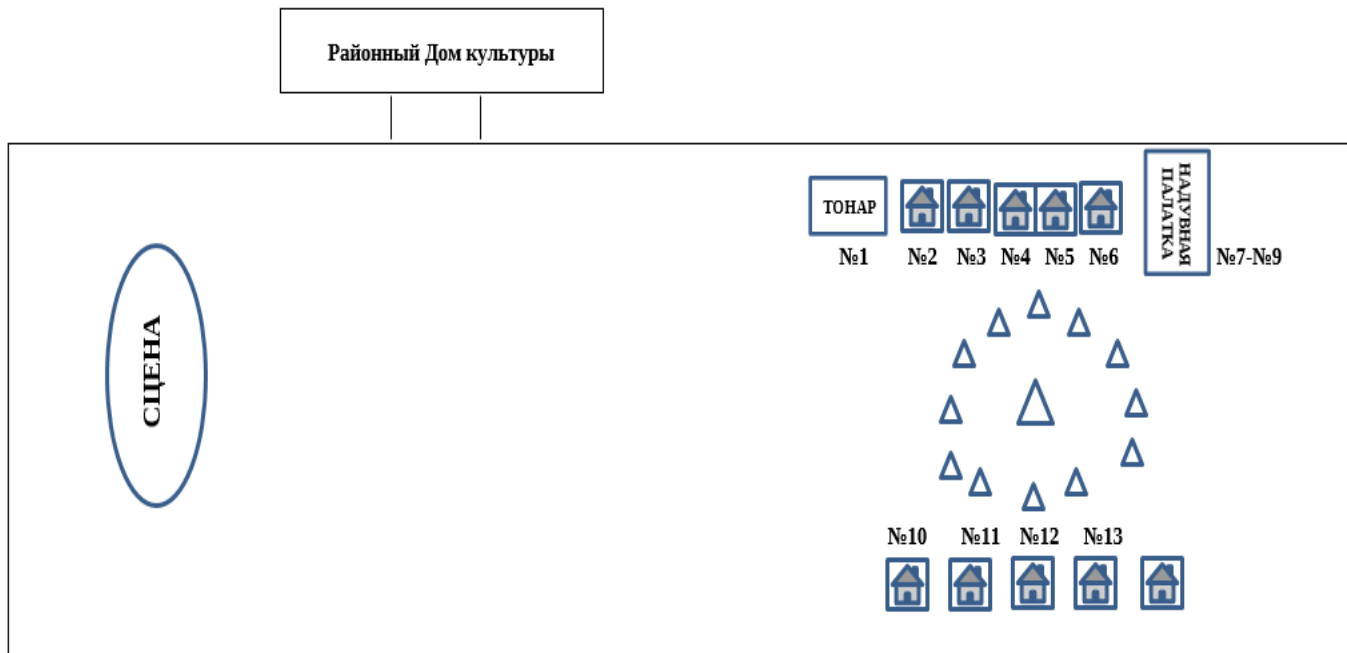 Районный Дом культуры
ТОНАР
НАДУВНАЯ
ПАЛАТКА
№1 №2 №3 №4 №5 №6 №7-№9
СЦЕНА
№10 №11 №12 №13